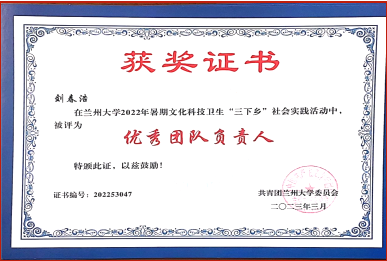 获奖证书
刘春浩
在兰州大学2022年暑期文化科技卫生“三下乡”社会实践活动中，
被评为
优秀团队负责人
特颁此证，以兹鼓励！
共青团兰州大学委员会
证书编号：202253047
二〇二三年三月